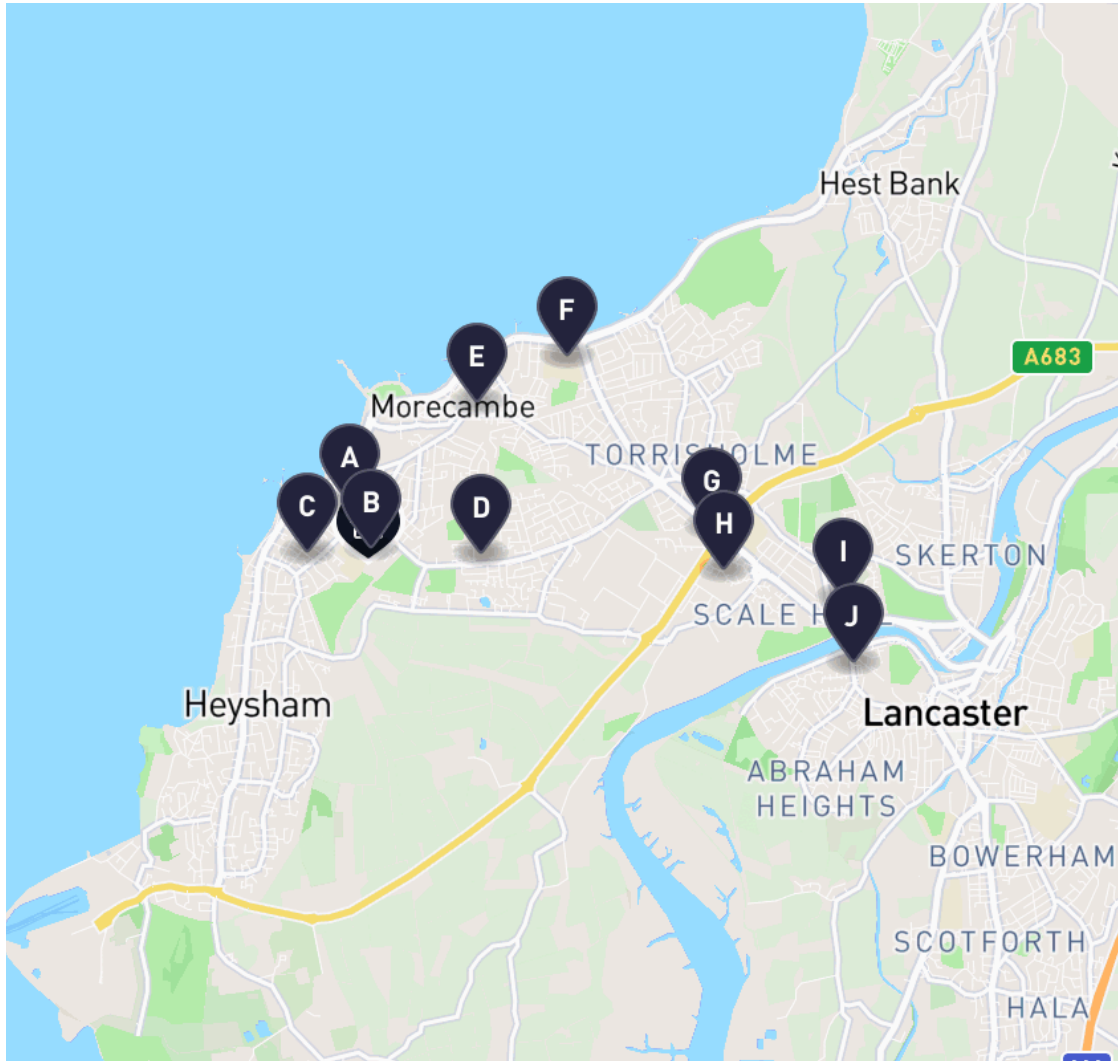 Hest Bank
F
A683
E
Morecambe
TORRISHOLME
A
G
B
C
D
H
I
SKERTON
SCALE H L
J
Heysham
Lancaster
ABRAHAM
HEIGHTS
BOWERHAM
SCOTFORTH
HALA